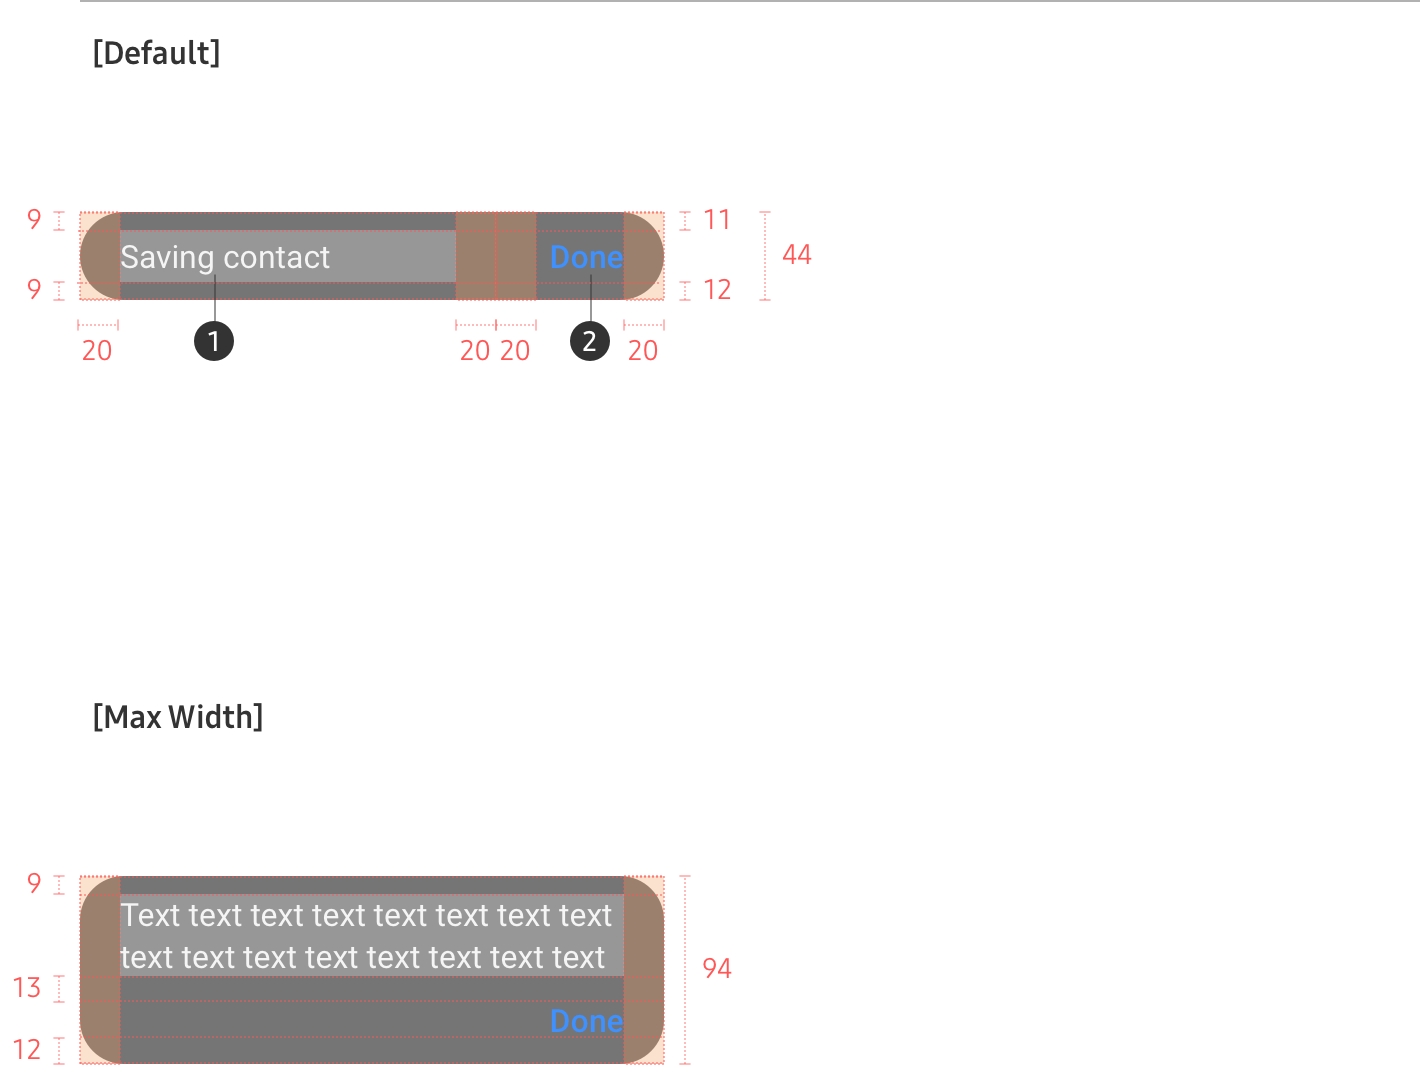 [Default]
9 11
Saving contact Done 44
9 12
20 1 20 20 2 20
[Max Width]
9
Text text text text text text text text
text text text text text text text text
94
13
Done
12